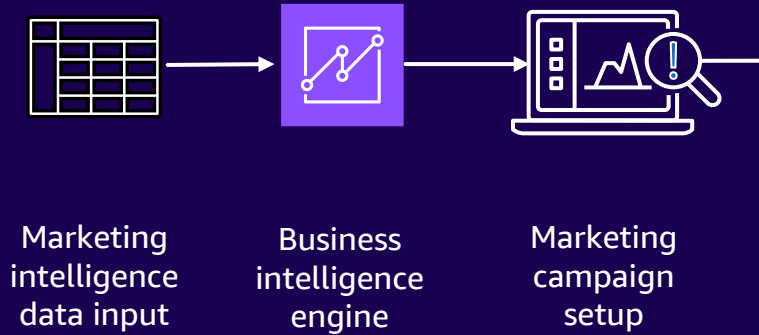 Marketing
intelligence
data input
Business
intelligence
engine
Marketing
campaign
setup